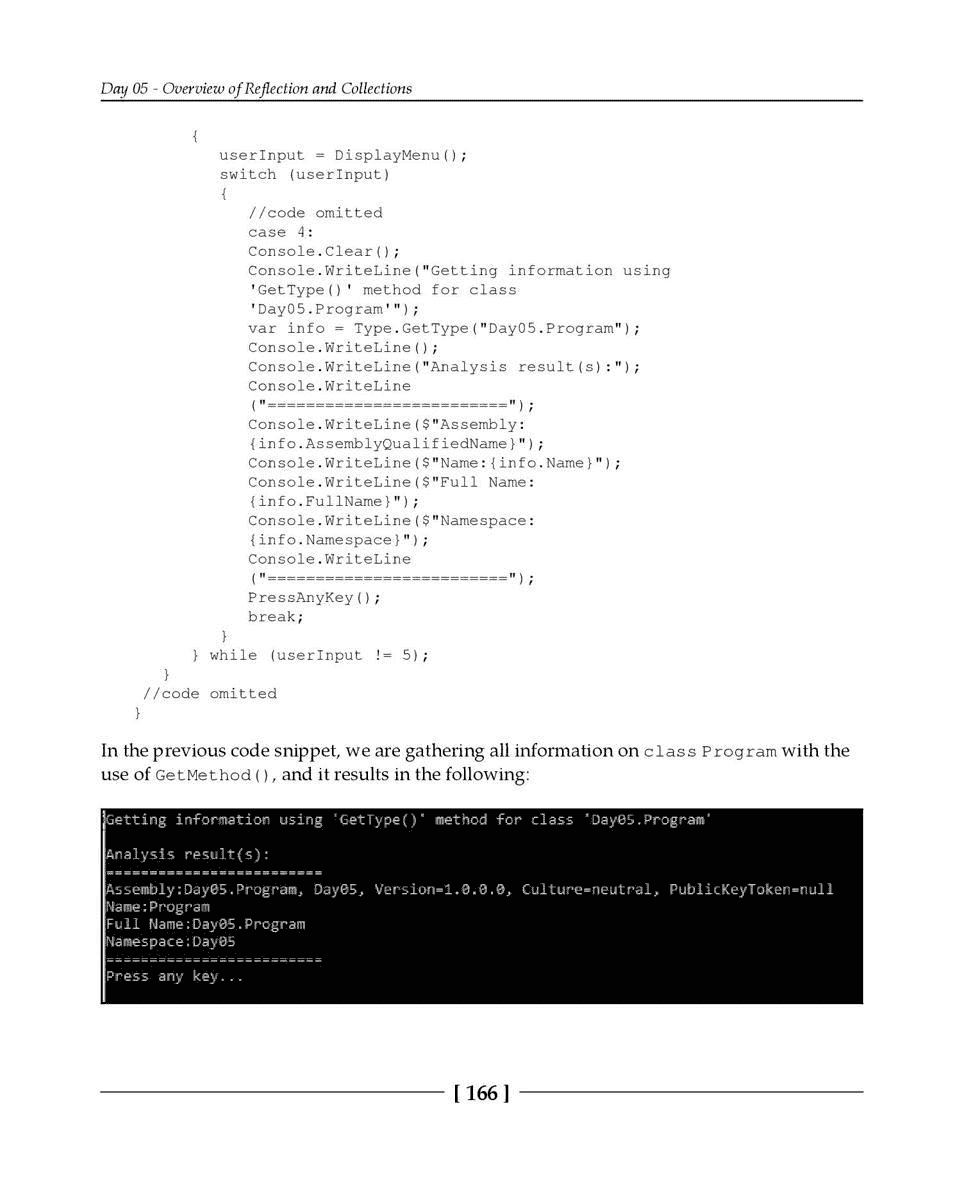 Day 05 - Overview of Reflection and Collections
{
userInput = DisplayMenu();
switch (userInput)
{
//code omitted
case 4:
Console.Clear();
Console.WriteLine("Getting information using
'GetType()' method for class
'Day05.Program'");
var info = Type.GetType("Day05.Program");
Console.WriteLine();
Console.WriteLine("Analysis result(s):");
Console.WriteLine
("=========================");
Console.WriteLine($"Assembly:
{info.AssemblyQualifiedName}");
Console.WriteLine($"Name:{info.Name}");
Console.WriteLine($"Full Name:
{info.FullName}");
Console.WriteLine($"Namespace:
{info.Namespace}");
Console.WriteLine
("=========================");
PressAnyKey();
break;
}
} while (userInput != 5);
}
//code omitted
}
In the previous code snippet, we are gathering all information on class Program with the
use of GetMethod(), and it results in the following:
Getting information using 'GetType()' method for class 'Day05.Program'
Analysis result(s):
=========================
Assembly:Day05.Program, Day05, Version=1.0.0.0, Culture=neutral, PublicKeyToken=null
Name:Program
Full Name:Day05.Program
Namespace:Day05
=========================
Press any key...
[ 166 ]